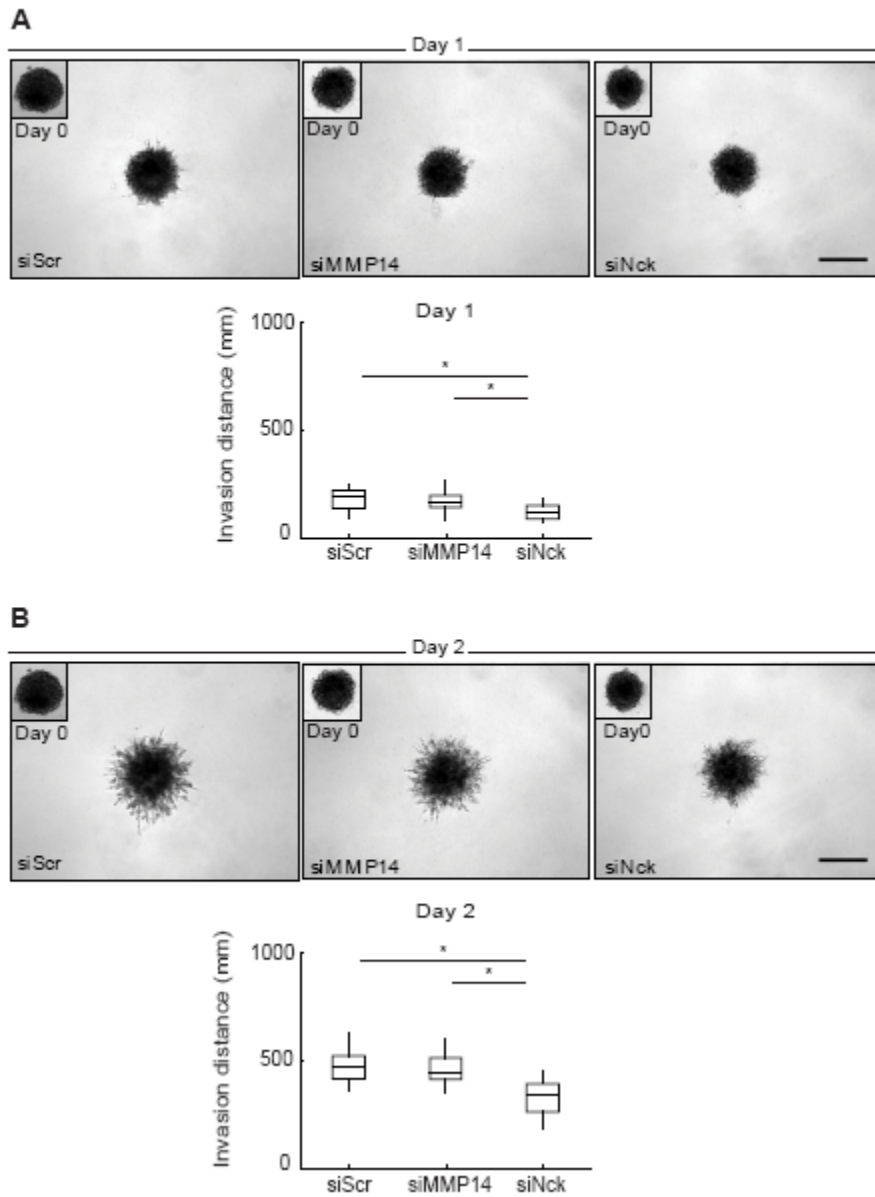 A
Day 1
Day 0
Day 0
Day0
siScr
siMMP14
siNck
Day 1
Invasion distance (mm)
1000
500
0
*
*
siScr
siMMP14
siNck
B
Day 2
Day 0
Day 0
Day0
siScr
siMMP14
siNck
Day 2
Invasion distance (mm)
1000
500
0
*
*
siScr
siMMP14
siNck